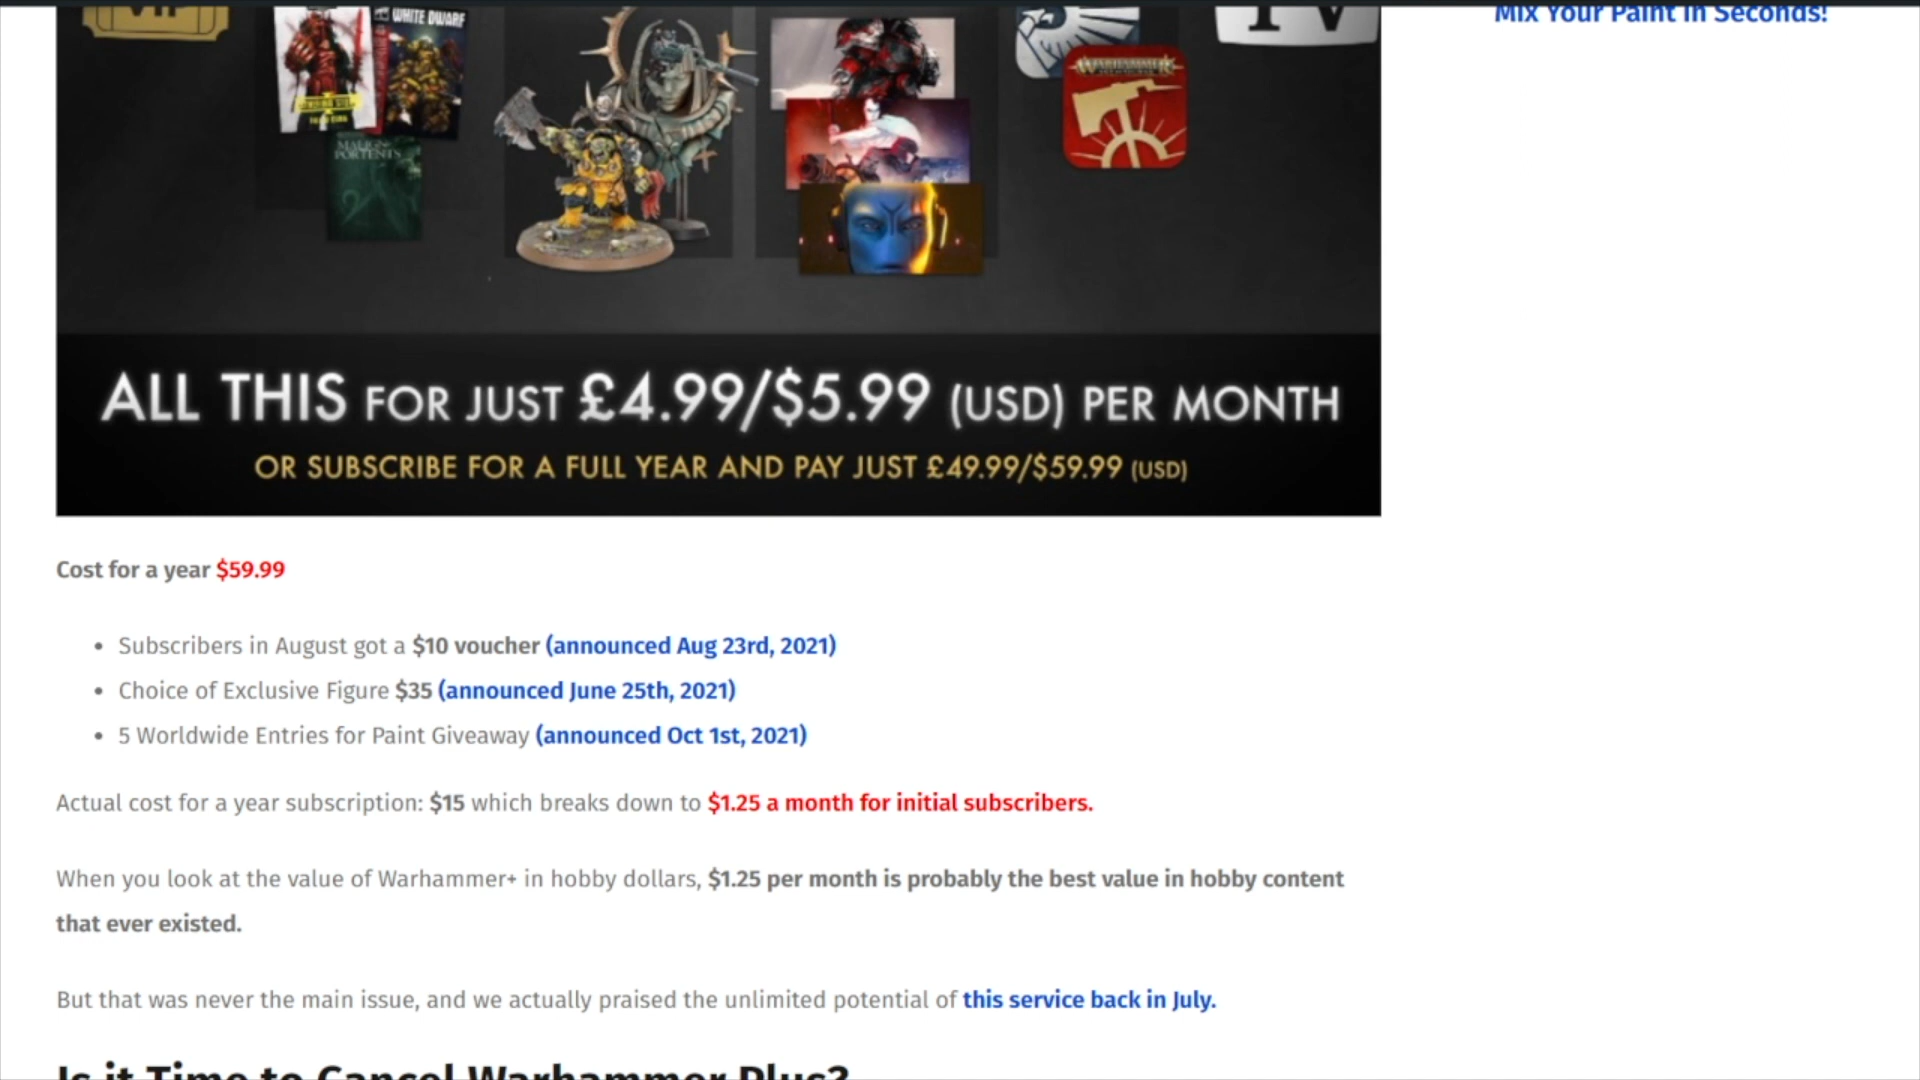 Mix Your Paint in Seconds!
VIP
WHITE DWARF
TV
WARHAMMER
MALIGN
PORTENTS
ALL THIS FOR JUST £4.99/$5.99 (USD) PER MONTH
OR SUBSCRIBE FOR A FULL YEAR AND PAY JUST £49.99/$59.99 (USD)
Cost for a year $59.99
• Subscribers in August got a $10 voucher (announced Aug 23rd, 2021)
• Choice of Exclusive Figure $35 (announced June 25th, 2021)
• 5 Worldwide Entries for Paint Giveaway (announced Oct 1st, 2021)
Actual cost for a year subscription: $15 which breaks down to $1.25 a month for initial subscribers.
When you look at the value of Warhammer+ in hobby dollars, $1.25 per month is probably the best value in hobby content
that ever existed.
But that was never the main issue, and we actually praised the unlimited potential of this service back in July.
Is it Time to Cancel Warhammer Plus?